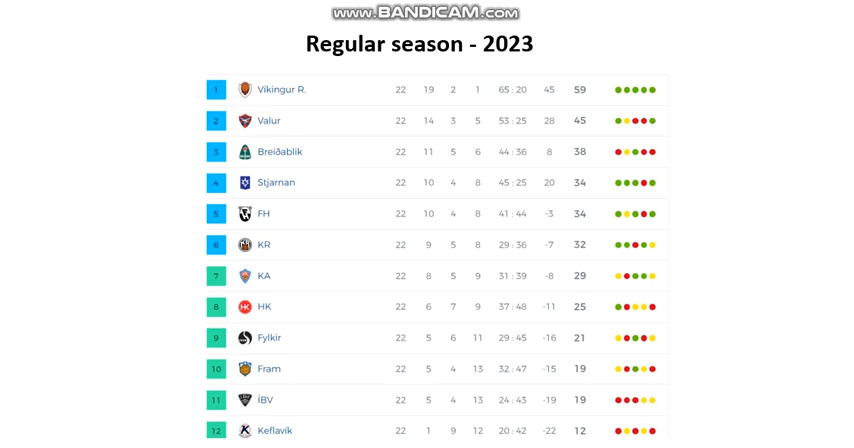 www.BANDICAM.com
Regular season - 2023
1 Víkingur R. 22 19 2 1 65 : 20 45 59
2 Valur 22 14 3 5 53 : 25 28 45
3 Breiðablik 22 11 5 6 44 : 36 8 38
4 Stjarnan 22 10 4 8 45 : 25 20 34
5 FH 22 10 4 8 41 : 44 -3 34
6 KR 22 9 5 8 29 : 36 -7 32
7 KA 22 8 5 9 31 : 39 -8 29
8 HK 22 6 7 9 37 : 48 -11 25
9 Fylkir 22 5 6 11 29 : 45 -16 21
10 Fram 22 5 4 13 32 : 47 -15 19
11 ÍBV 22 5 4 13 24 : 43 -19 19
12 Keflavík 22 1 9 12 20 : 42 -22 12